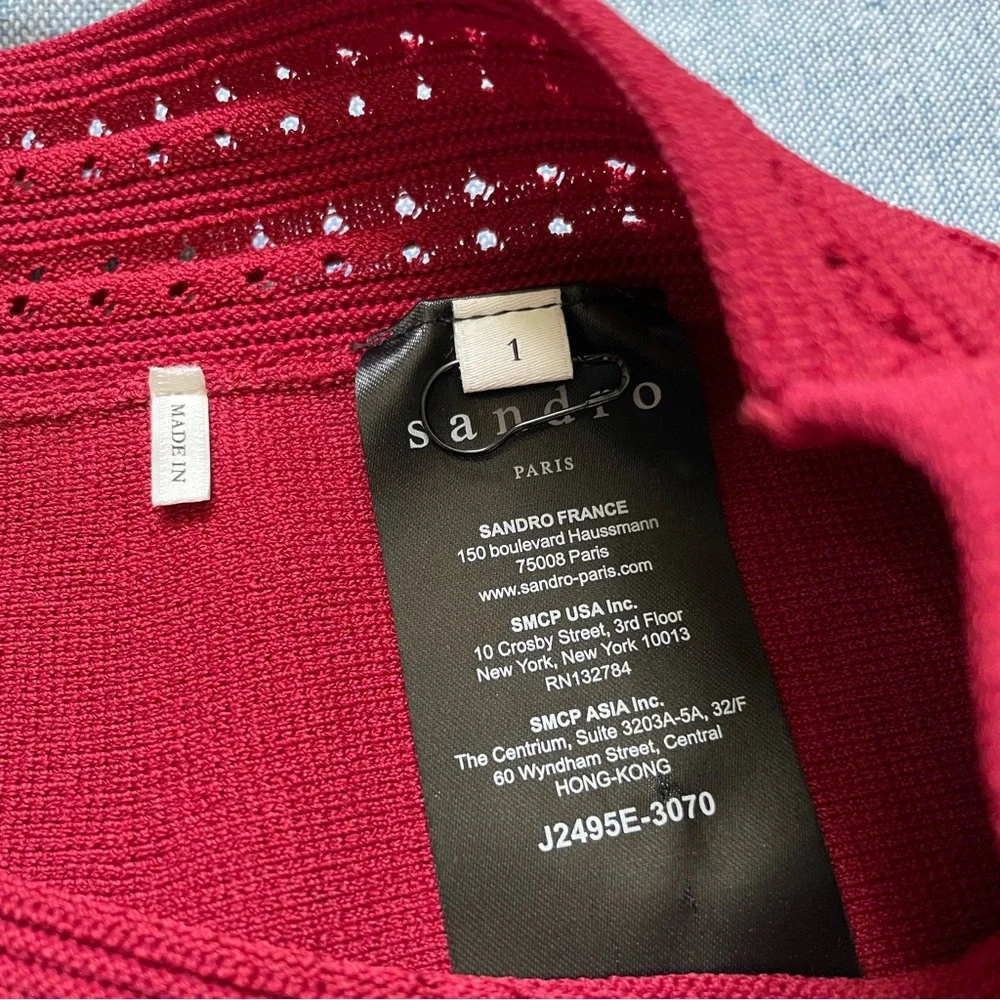 1
sandro
PARIS
MADE IN
SANDRO FRANCE
150 boulevard Haussmann
75008 Paris
www.sandro-paris.com
SMCP USA Inc.
10 Crosby Street, 3rd Floor
New York, New York 10013
RN132784
SMCP ASIA Inc.
The Centrium, Suite 3203A-5A, 32/F
60 Wyndham Street, Central
HONG-KONG
J2495E-3070